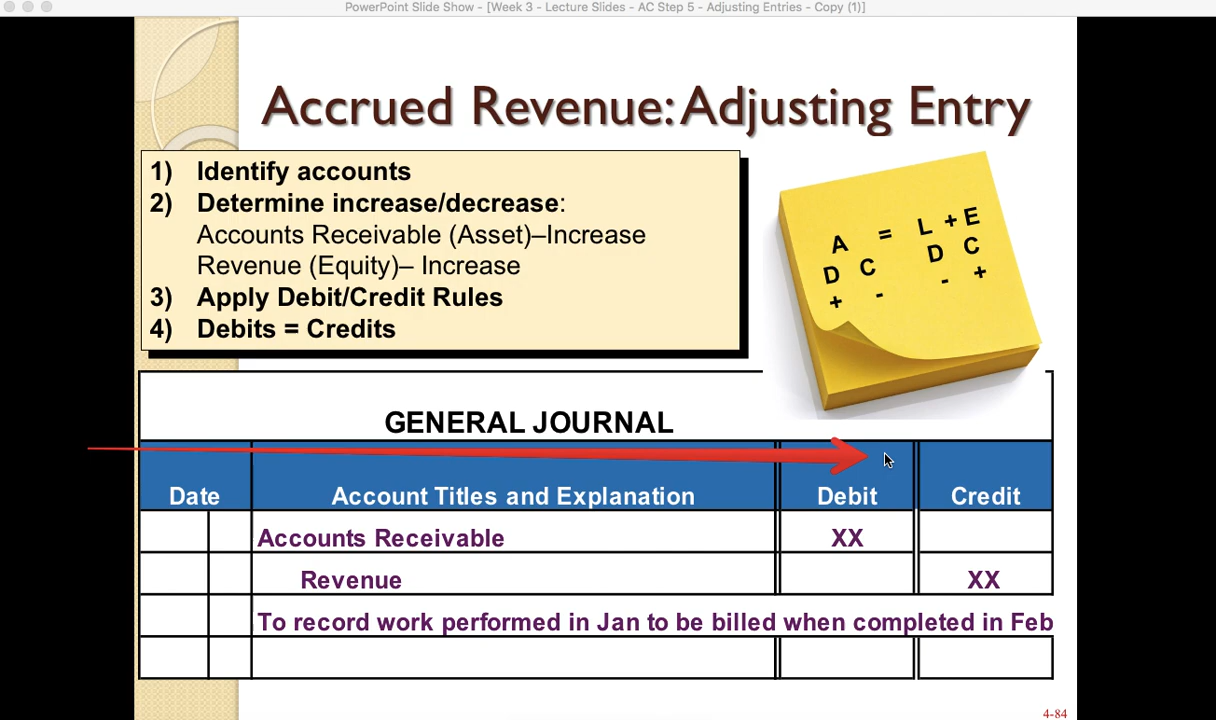 PowerPoint Slide Show - [Week 3 - Lecture Slides - AC Step 5 - Adjusting Entries - Copy (1)]
Accrued Revenue: Adjusting Entry
1) Identify accounts
2) Determine increase/decrease:
Accounts Receivable (Asset)–Increase
Revenue (Equity)– Increase
3) Apply Debit/Credit Rules
4) Debits = Credits
A = L + E
D C D C
+ - - +
GENERAL JOURNAL
Date Account Titles and Explanation Debit Credit
Accounts Receivable XX
Revenue XX
To record work performed in Jan to be billed when completed in Feb
4-84